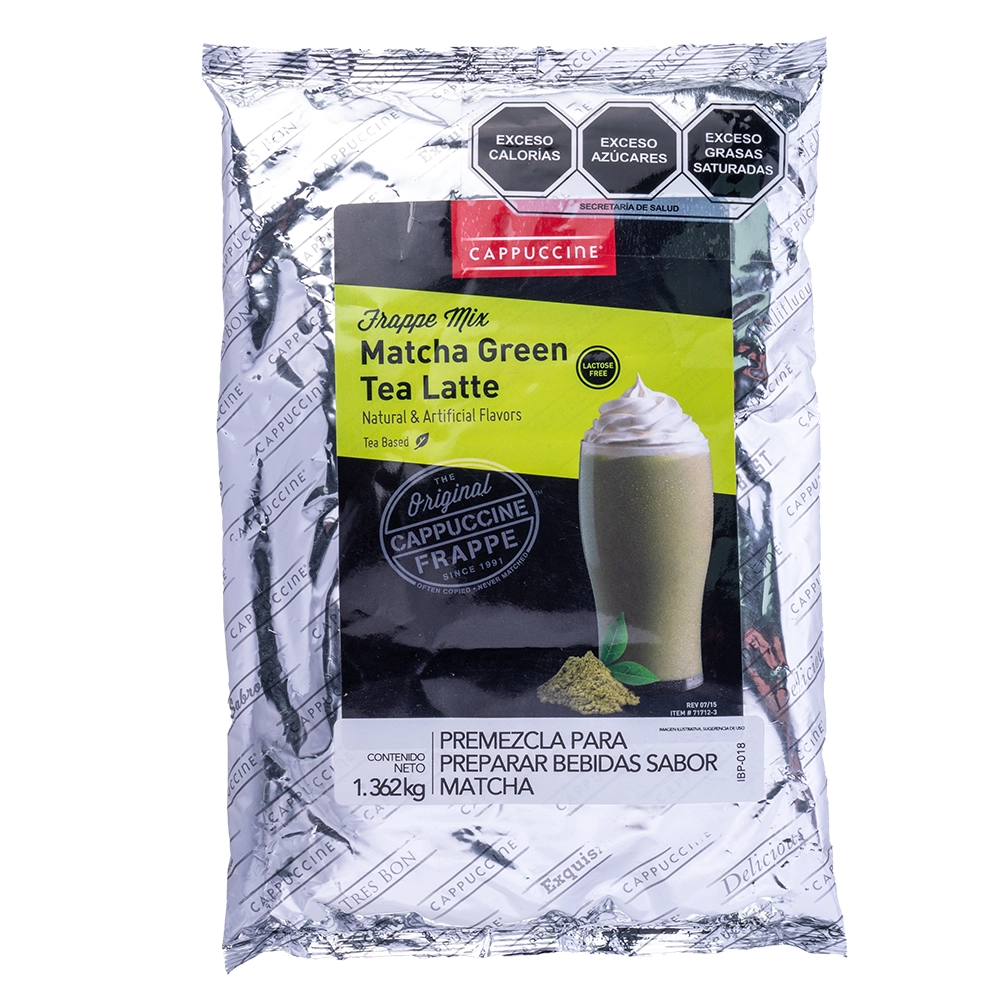 EXCESO
CALORÍAS
EXCESO
AZÚCARES
EXCESO
GRASAS
SATURADAS
SECRETARÍA DE SALUD
CAPPUCCINE®
Frappe Mix
Matcha Green
Tea Latte
LACTOSE
FREE
Natural & Artificial Flavors
Tea Based
THE
Original
CAPPUCCINE
FRAPPE
SINCE 1991
OFTEN COPIED • NEVER MATCHED
TM
REV 07/15
ITEM # 71712-3
IMAGEN ILUSTRATIVA, SUGERENCIA DE USO
CONTENIDO
NETO
1.362kg
PREMEZCLA PARA
PREPARAR BEBIDAS SABOR
MATCHA
IBP-018
TRES BON
CAPPUCCINE
CAPPUCCINE
CAPPUCCINE
Delicious